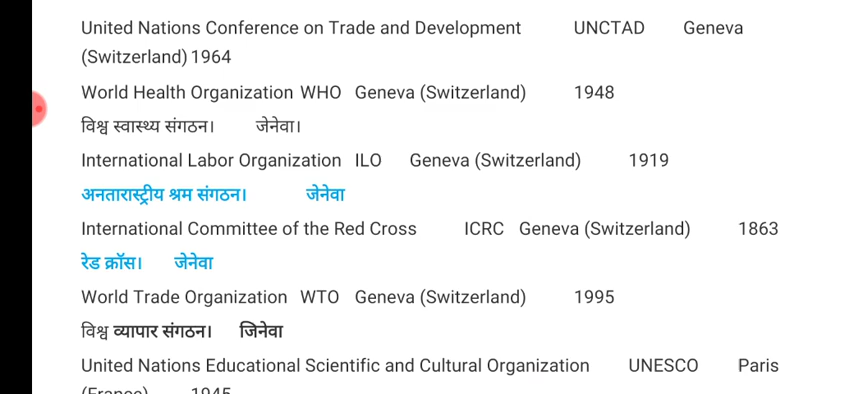 United Nations Conference on Trade and Development UNCTAD Geneva
(Switzerland) 1964
World Health Organization WHO Geneva (Switzerland) 1948
विश्व स्वास्थ्य संगठन। जेनेवा।
International Labor Organization ILO Geneva (Switzerland) 1919
अनतारास्ट्रीय श्रम संगठन। जेनेवा
International Committee of the Red Cross ICRC Geneva (Switzerland) 1863
रेड क्रॉस। जेनेवा
World Trade Organization WTO Geneva (Switzerland) 1995
विश्व व्यापार संगठन। जिनेवा
United Nations Educational Scientific and Cultural Organization UNESCO Paris
(France) 1945